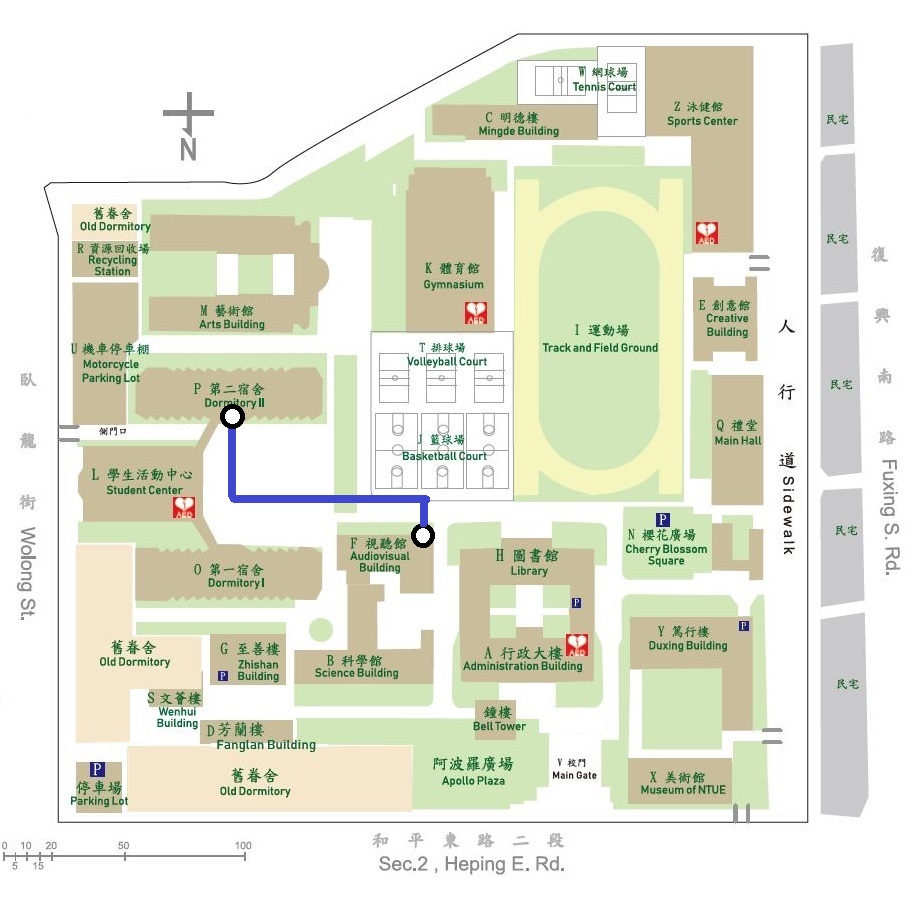 W 網球場
Tennis Court
Z 泳健館
Sports Center
C 明德樓
Mingde Building
民宅
N
舊眷舍
Old Dormitory
R 資源回收場
Recycling
Station
AED
民宅
復興南路
Fuxing S. Rd.
K 體育館
Gymnasium
AED
E 創意館
Creative
Building
M 藝術館
Arts Building
I 運動場
Track and Field Ground
人行道 Sidewalk
U 機車停車棚
Motorcycle
Parking Lot
T 排球場
Volleyball Court
P 第二宿舍
Dormitory II
民宅
臥龍街
Wolong St.
側門口
Q 禮堂
Main Hall
J 籃球場
Basketball Court
L 學生活動中心
Student Center
AED
P
N 櫻花廣場
Cherry Blossom
Square
民宅
F 視聽館
Audiovisual
Building
H 圖書館
Library
O 第一宿舍
Dormitory I
P
舊眷舍
Old Dormitory
G 至善樓
Zhishan
Building
P
B 科學館
Science Building
A 行政大樓
Administration Building
AED
Y 篤行樓
Duxing Building
P
民宅
S 文薈樓
Wenhui
Building
鐘樓
Bell Tower
D 芳蘭樓
Fanglan Building
P
停車場
Parking Lot
舊眷舍
Old Dormitory
阿波羅廣場
Apollo Plaza
V 校門
Main Gate
X 美術館
Museum of NTUE
和平東路二段
Sec.2 , Heping E. Rd.
0 10 20 50 100
5 15